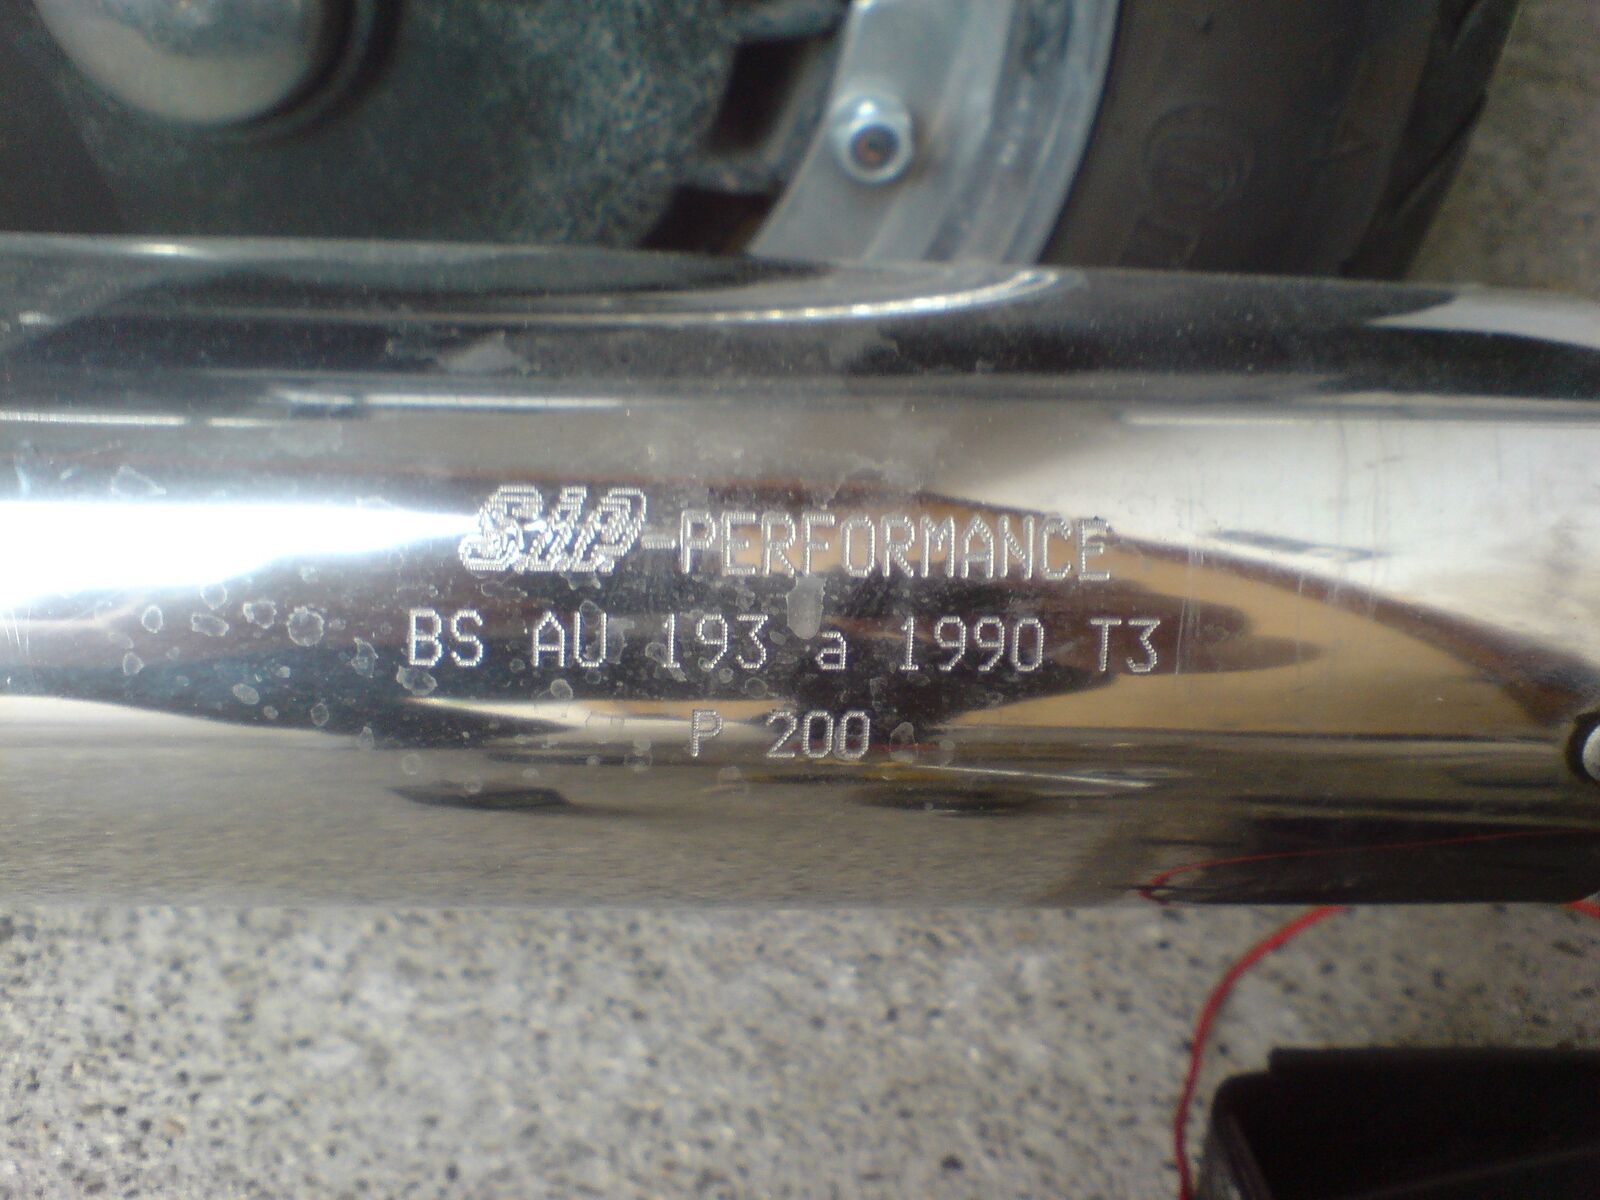 SIP-PERFORMANCE
BS AU 193 a 1990 T3
P 200